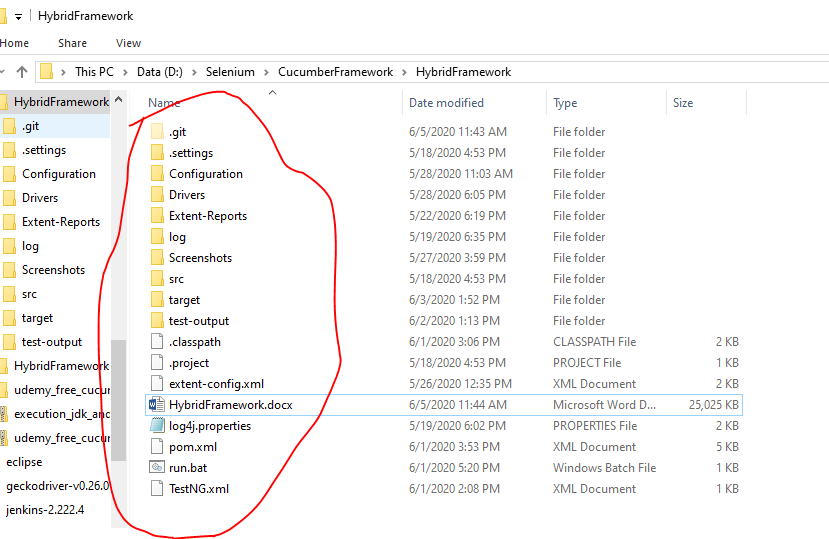 HybridFramework
Home Share View
This PC > Data (D:) > Selenium > CucumberFramework > HybridFramework
HybridFramework
.git
.settings
Configuration
Drivers
Extent-Reports
log
Screenshots
src
target
test-output
HybridFramework
udemy_free_cucu
execution_jdk_and
udemy_free_cucu
eclipse
geckodriver-v0.26.0
jenkins-2.222.4
Name Date modified Type Size
.git 6/5/2020 11:43 AM File folder
.settings 5/18/2020 4:53 PM File folder
Configuration 5/28/2020 11:03 AM File folder
Drivers 5/28/2020 6:05 PM File folder
Extent-Reports 5/22/2020 6:19 PM File folder
log 5/19/2020 6:35 PM File folder
Screenshots 5/27/2020 3:59 PM File folder
src 5/18/2020 4:53 PM File folder
target 6/3/2020 1:52 PM File folder
test-output 6/2/2020 1:13 PM File folder
.classpath 6/1/2020 3:06 PM CLASSPATH File 2 KB
.project 5/18/2020 4:53 PM PROJECT File 1 KB
extent-config.xml 5/26/2020 12:35 PM XML Document 2 KB
HybridFramework.docx 6/5/2020 11:44 AM Microsoft Word D... 25,025 KB
log4j.properties 5/19/2020 6:02 PM PROPERTIES File 2 KB
pom.xml 6/1/2020 3:53 PM XML Document 5 KB
run.bat 6/1/2020 5:20 PM Windows Batch File 1 KB
TestNG.xml 6/1/2020 2:08 PM XML Document 1 KB